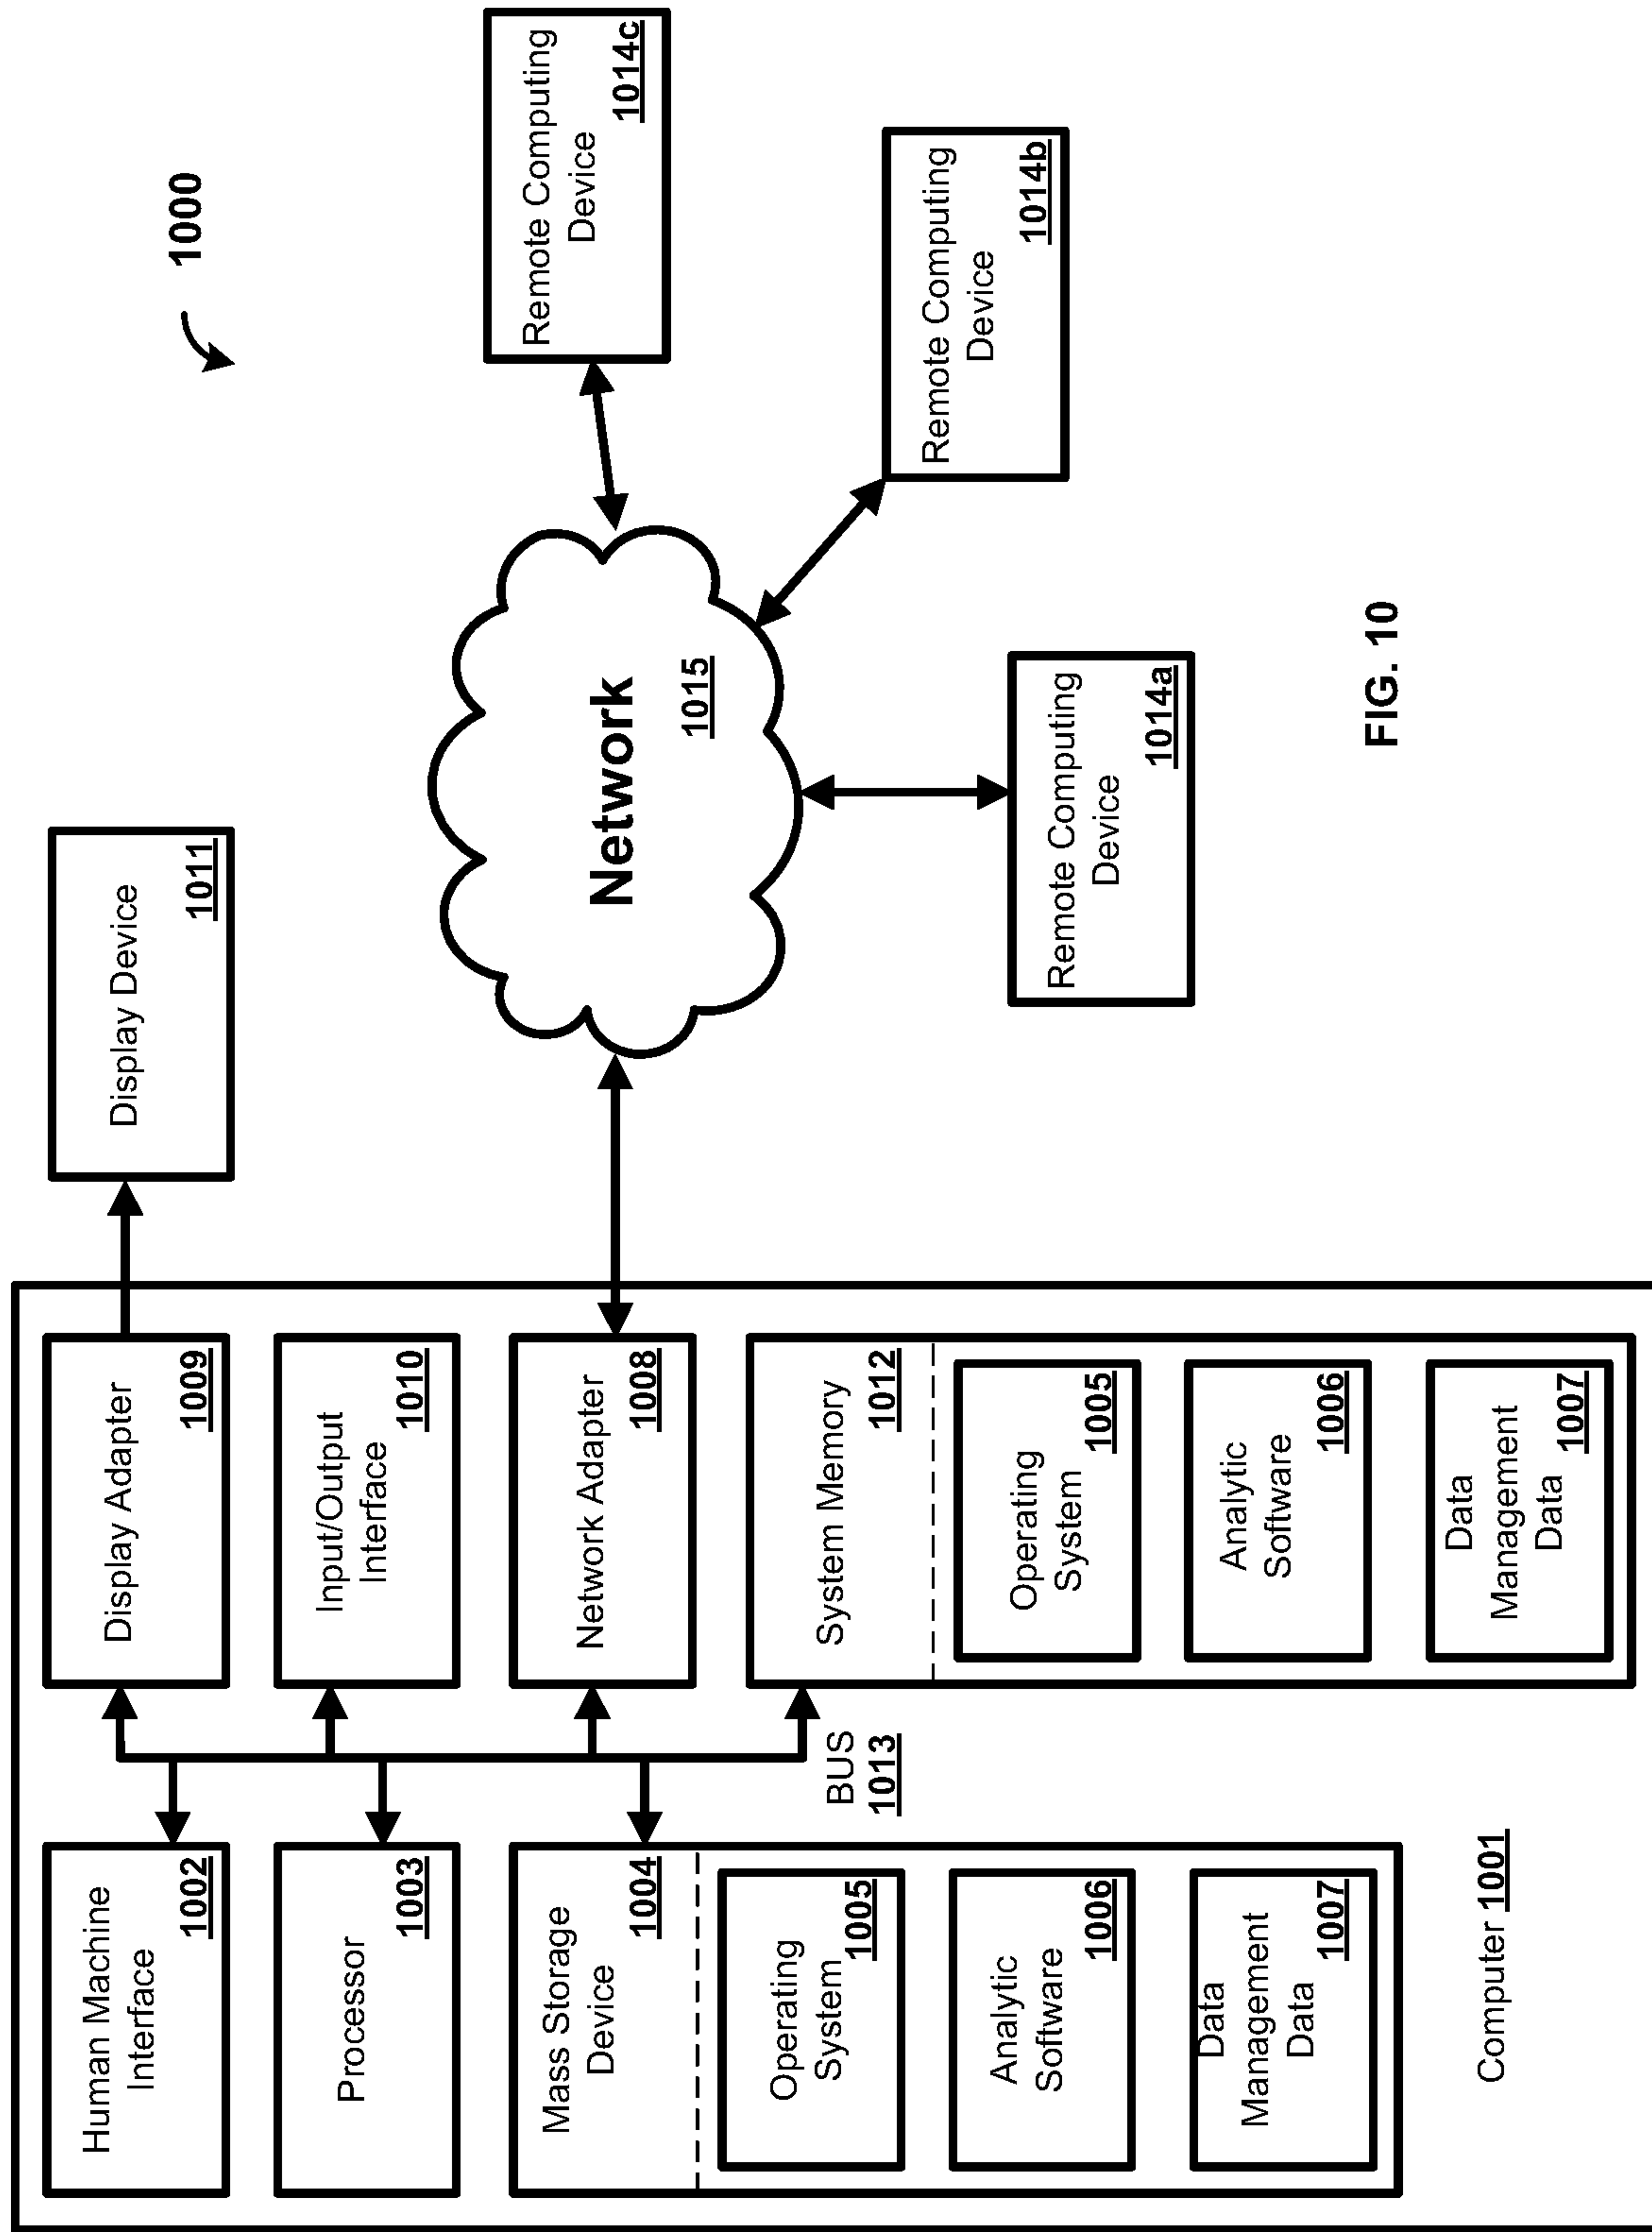 1000
Human Machine
Interface
1002
Processor
1003
Mass Storage
Device
1004
Operating
System
1005
Analytic
Software
1006
Data
Management
Data
1007
Computer 1001
BUS
1013
Display Adapter
1009
Input/Output
Interface
1010
Network Adapter
1008
System Memory
1012
Operating
System
1005
Analytic
Software
1006
Data
Management
Data
1007
Display Device
1011
Network
1015
Remote Computing
Device
1014a
Remote Computing
Device
1014b
Remote Computing
Device
1014c
FIG. 10